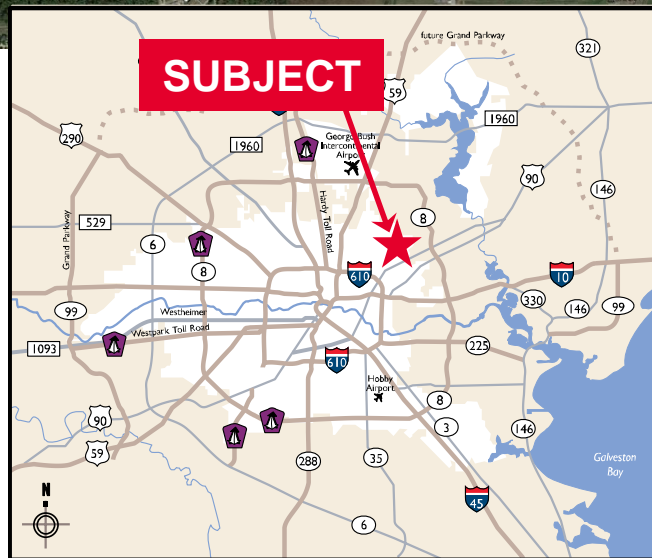 future Grand Parkway
321
SUBJECT
59
290
1960
George Bush
Intercontinental
Airport
1960
90
146
529
6
8
Grand Parkway
Hardy Toll Road
8
610
10
99
Westheimer
Westpark Toll Road
330
146
99
1093
610
225
Hobby
Airport
90
8
3
146
59
288
35
Galveston
Bay
N
45
6